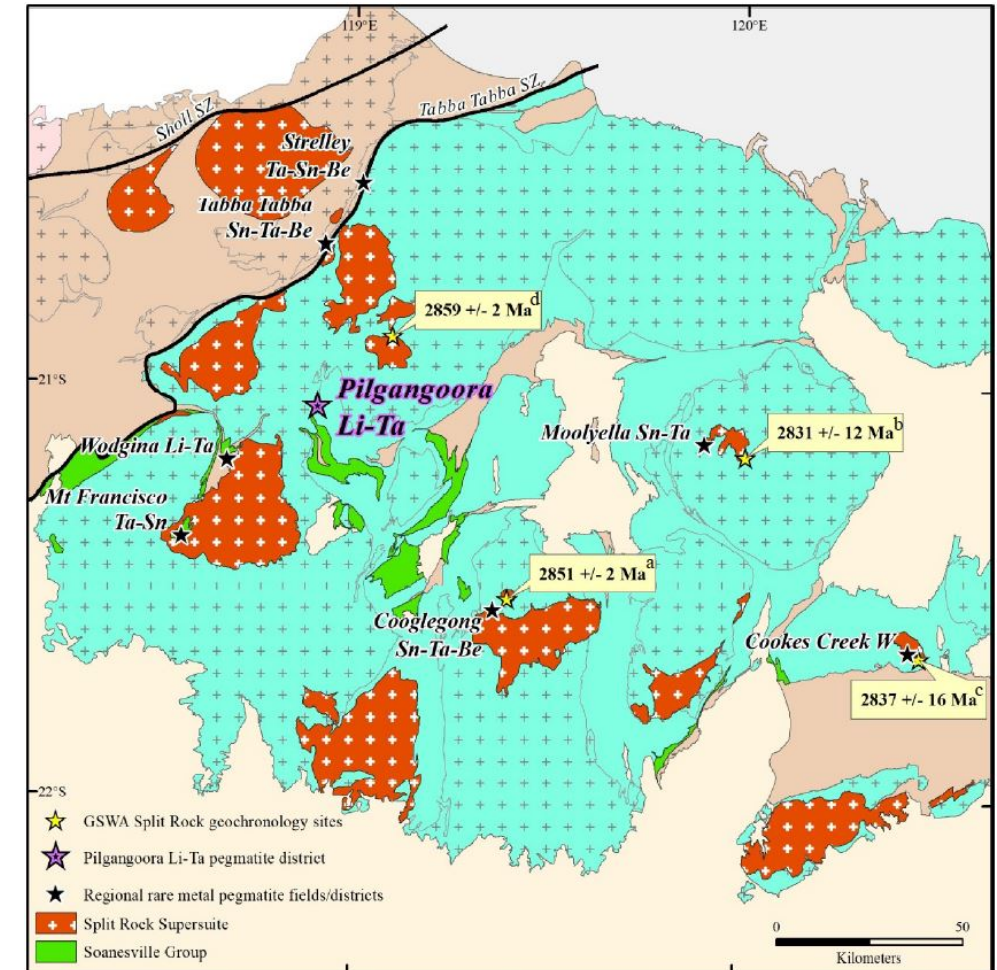 119°E
120°E
Sholl SZ
Tabba Tabba SZ
Strelley
Ta-Sn-Be
Tabba Tabba
Sn-Ta-Be
2859 +/- 2 Ma d
21°S
Pilgangoora
Li-Ta
Moolyella Sn-Ta
2831 +/- 12 Ma b
Wodgina Li-Ta
Mt Francisco
Ta-Sn
2851 +/- 2 Ma a
Cooglegong
Sn-Ta-Be
Cookes Creek W
2837 +/- 16 Ma c
22°S
GSWA Split Rock geochronology sites
Pilgangoora Li-Ta pegmatite district
Regional rare metal pegmatite fields/districts
Split Rock Supersuite
Soanesville Group
0 50
Kilometers